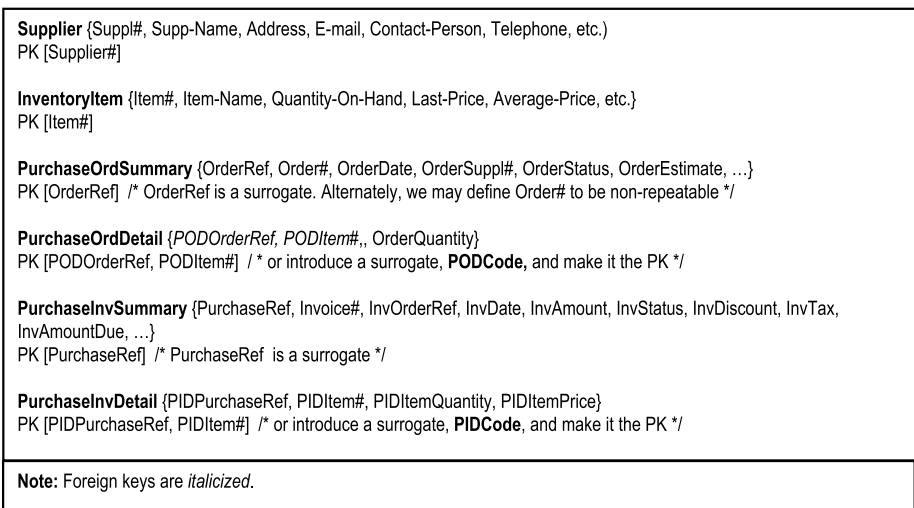 Supplier {Suppl#, Supp-Name, Address, E-mail, Contact-Person, Telephone, etc.)
PK [Supplier#]
InventoryItem {Item#, Item-Name, Quantity-On-Hand, Last-Price, Average-Price, etc.}
PK [Item#]
PurchaseOrdSummary {OrderRef, Order#, OrderDate, OrderSuppl#, OrderStatus, OrderEstimate, …}
PK [OrderRef] /* OrderRef is a surrogate. Alternately, we may define Order# to be non-repeatable */
PurchaseOrdDetail {PODOrderRef, PODItem#,, OrderQuantity}
PK [PODOrderRef, PODItem#] / * or introduce a surrogate, PODCode, and make it the PK */
PurchaseInvSummary {PurchaseRef, Invoice#, InvOrderRef, InvDate, InvAmount, InvStatus, InvDiscount, InvTax,
InvAmountDue, …}
PK [PurchaseRef] /* PurchaseRef is a surrogate */
PurchaseInvDetail {PIDPurchaseRef, PIDItem#, PIDItemQuantity, PIDItemPrice}
PK [PIDPurchaseRef, PIDItem#] /* or introduce a surrogate, PIDCode, and make it the PK */
Note: Foreign keys are italicized.